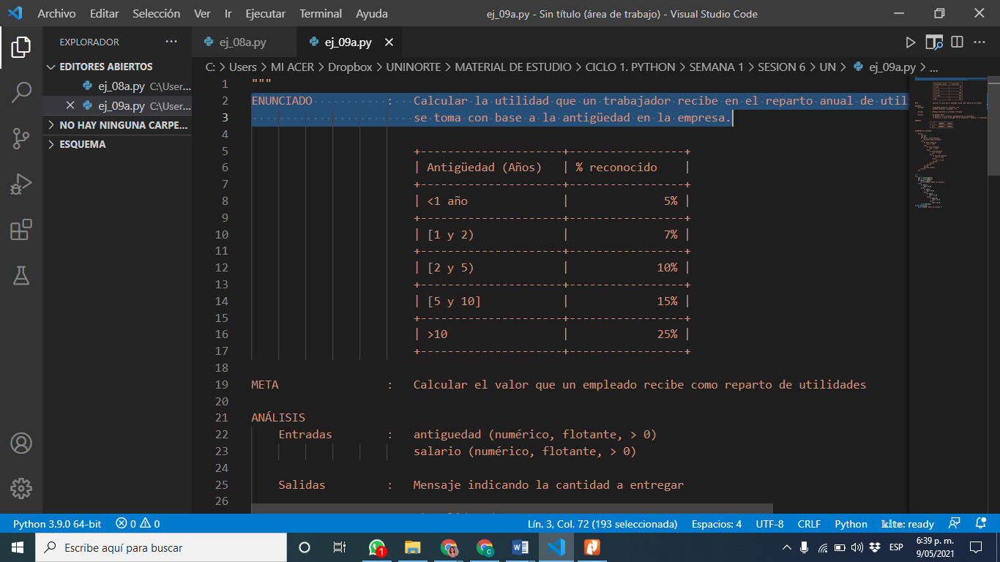 Archivo Editar Selección Ver Ir Ejecutar Terminal Ayuda ej_09a.py - Sin título (área de trabajo) - Visual Studio Code
EXPLORADOR ···
EDITORES ABIERTOS
ej_08a.py C:\User...
ej_09a.py C:\User...
NO HAY NINGUNA CARPE...
ESQUEMA
ej_08a.py ej_09a.py
C: > Users > MI ACER > Dropbox > UNINORTE > MATERIAL DE ESTUDIO > CICLO 1. PYTHON > SEMANA 1 > SESION 6 > UN > ej_09a.py > ...
1 """
2 ENUNCIADO : Calcular la utilidad que un trabajador recibe en el reparto anual de util
3 se toma con base a la antigüedad en la empresa.
4
5 +---------------------+-----------------+
6 | Antigüedad (Años) | % reconocido |
7 +---------------------+-----------------+
8 | <1 año | 5% |
9 +---------------------+-----------------+
10 | [1 y 2) | 7% |
11 +---------------------+-----------------+
12 | [2 y 5) | 10% |
13 +---------------------+-----------------+
14 | [5 y 10] | 15% |
15 +---------------------+-----------------+
16 | >10 | 25% |
17 +---------------------+-----------------+
18
19 META : Calcular el valor que un empleado recibe como reparto de utilidades
20
21 ANÁLISIS
22 Entradas : antiguedad (numérico, flotante, > 0)
23 salario (numérico, flotante, > 0)
24
25 Salidas : Mensaje indicando la cantidad a entregar
26
Python 3.9.0 64-bit 0 0 Lín. 3, Col. 72 (193 seleccionada) Espacios: 4 UTF-8 CRLF Python kite: ready
Escribe aquí para buscar
1
ESP
6:39 p. m.
9/05/2021